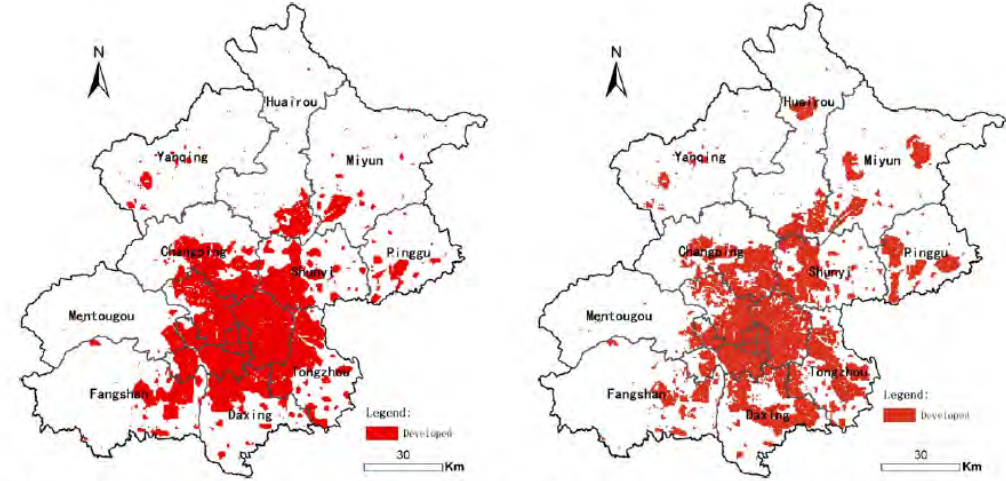 N
Huairou
Yanqing
Miyun
Changping
Shunyi
Pinggu
Mentougou
Fangshan
Tongzhou
Daxing
Legend:
Developed
30
Km
N
Huairou
Yanqing
Miyun
Changping
Shunyi
Pinggu
Mentougou
Fangshan
Tongzhou
Daxing
Legend:
Developed
30
Km